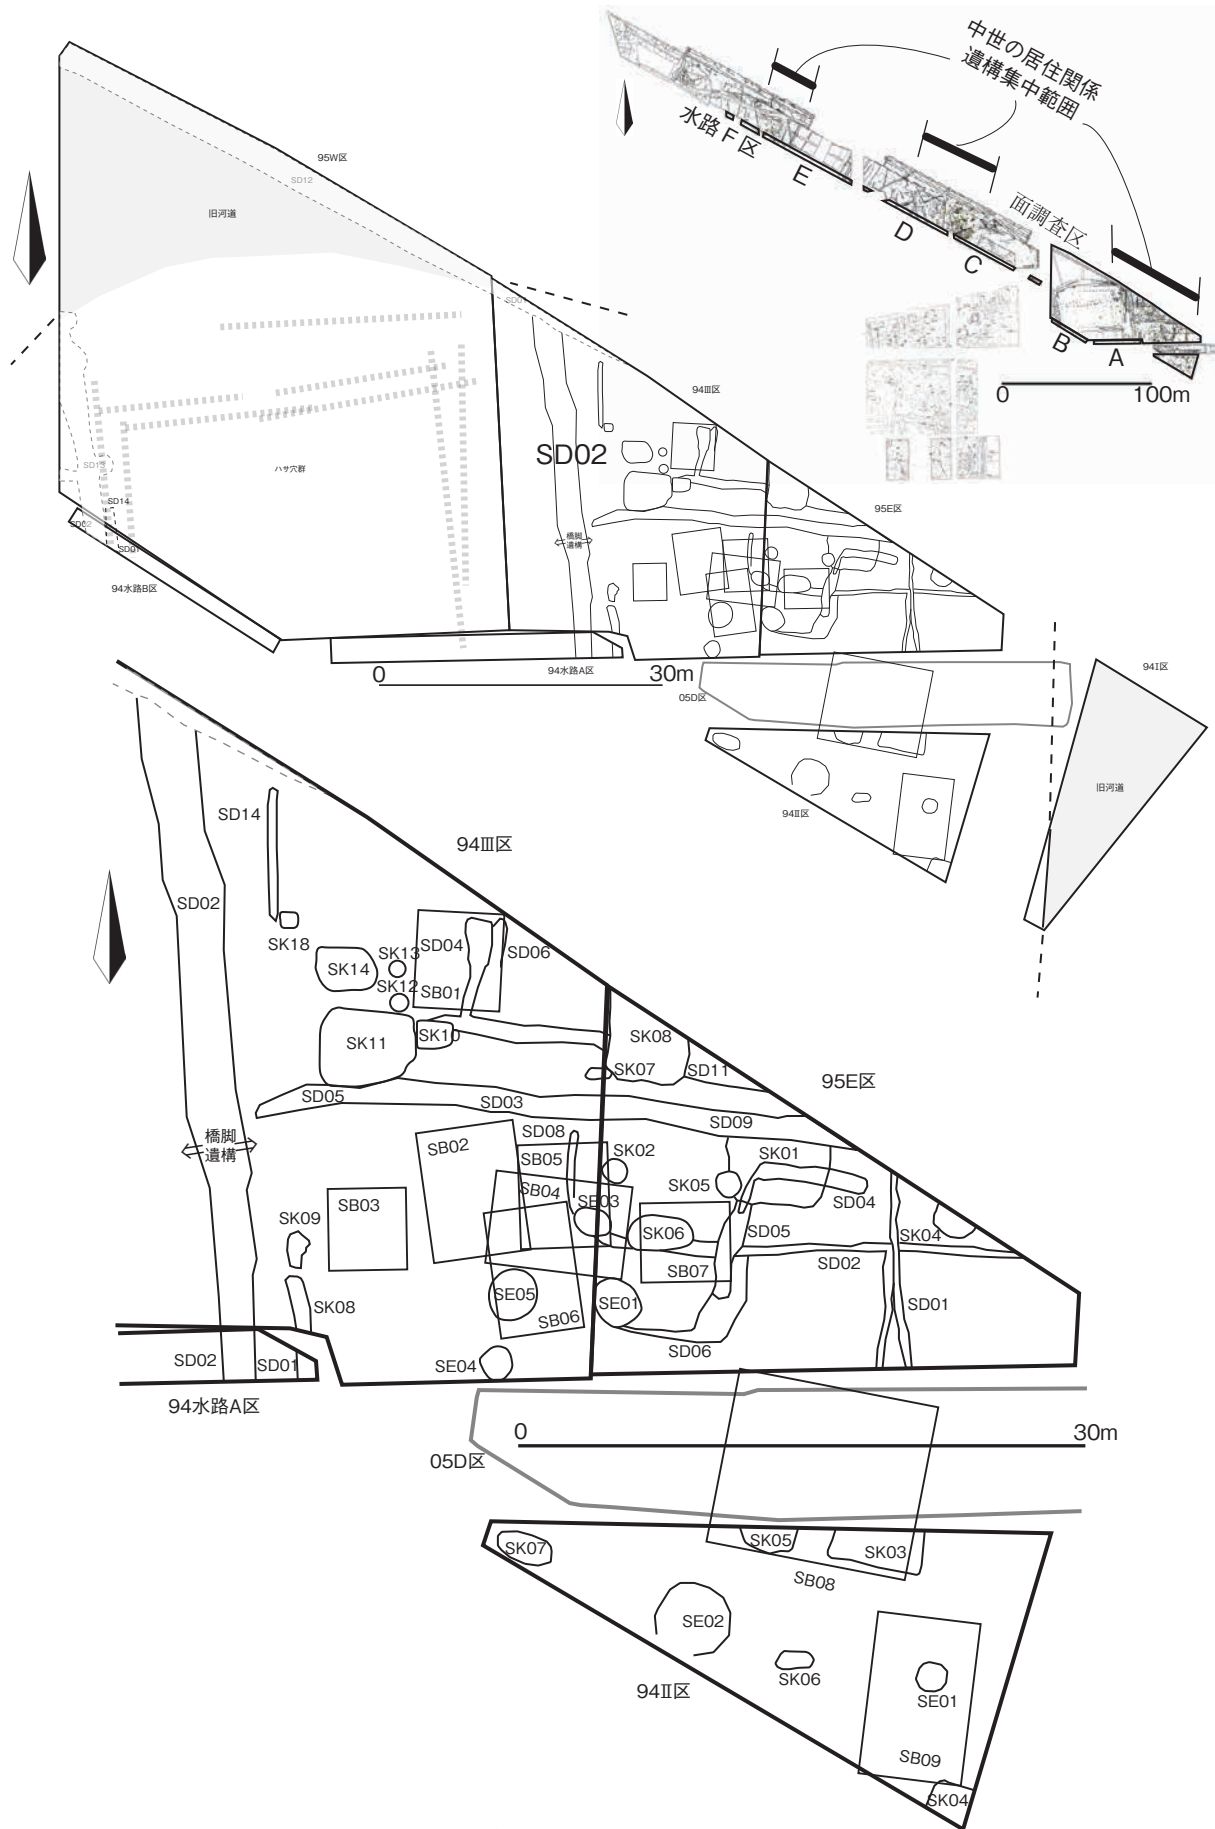 中世の居住関係
遺構集中範囲
水路F区
E
D
C
面調査区
B
A
0
100m
95W区
SD12
旧河道
SD01
94Ⅲ区
SD02
SD13
ハサ穴群
SD14
SD02
SD01
95E区
橋脚
遺構
94水路B区
94水路A区
0
30m
05D区
94Ⅰ区
旧河道
94Ⅱ区
94Ⅲ区
SD14
SD02
SK18
SK13
SD04
SD06
SK14
SK12
SB01
SK11
SK10
SK08
SK07
SD11
95E区
SD05
SD03
SD09
橋脚
遺構
SB02
SD08
SB05
SK02
SK01
SB04
SE03
SK05
SD04
SK09
SB03
SK06
SD05
SK04
SB07
SD02
SK08
SE05
SB06
SE01
SD01
SD02
SD01
SE04
SD06
94水路A区
0
30m
05D区
SK07
SK05
SK03
SB08
SE02
SK06
94Ⅱ区
SE01
SB09
SK04